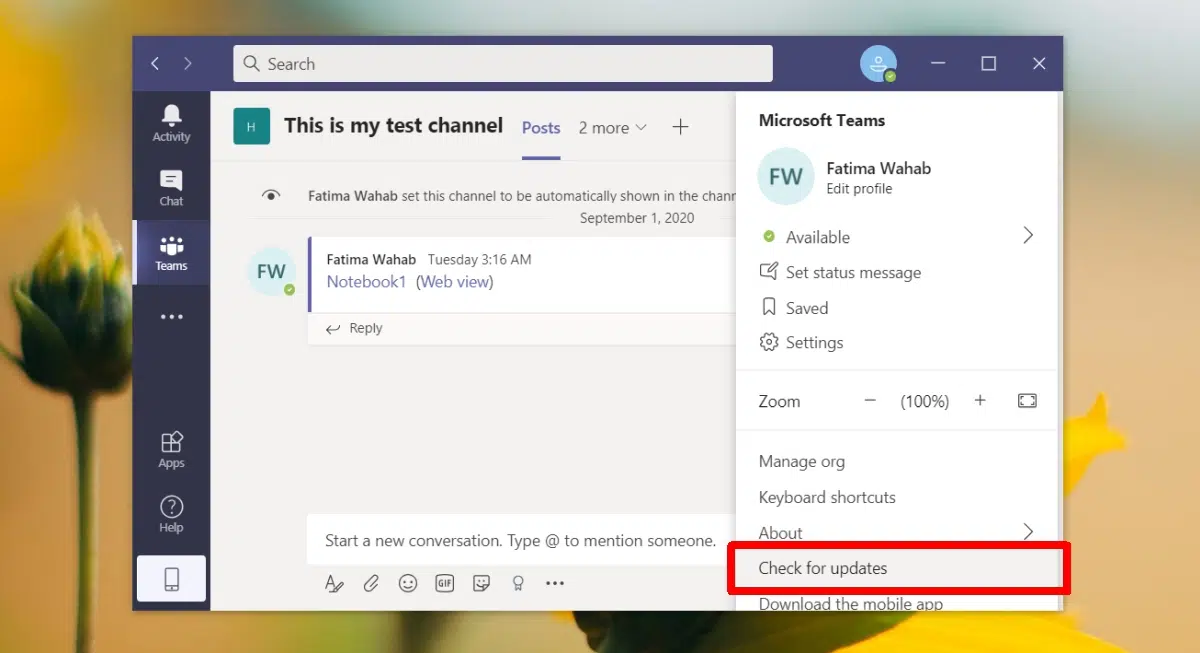 Search
Activity
Chat
Teams
Apps
Help
H
This is my test channel
Posts
2 more
Fatima Wahab set this channel to be automatically shown in the chann
September 1, 2020
FW
Fatima Wahab Tuesday 3:16 AM
Notebook1 (Web view)
Reply
Start a new conversation. Type @ to mention someone.
GIF
Microsoft Teams
FW
Fatima Wahab
Edit profile
Available
Set status message
Saved
Settings
Zoom
(100%)
Manage org
Keyboard shortcuts
About
Check for updates
Download the mobile app